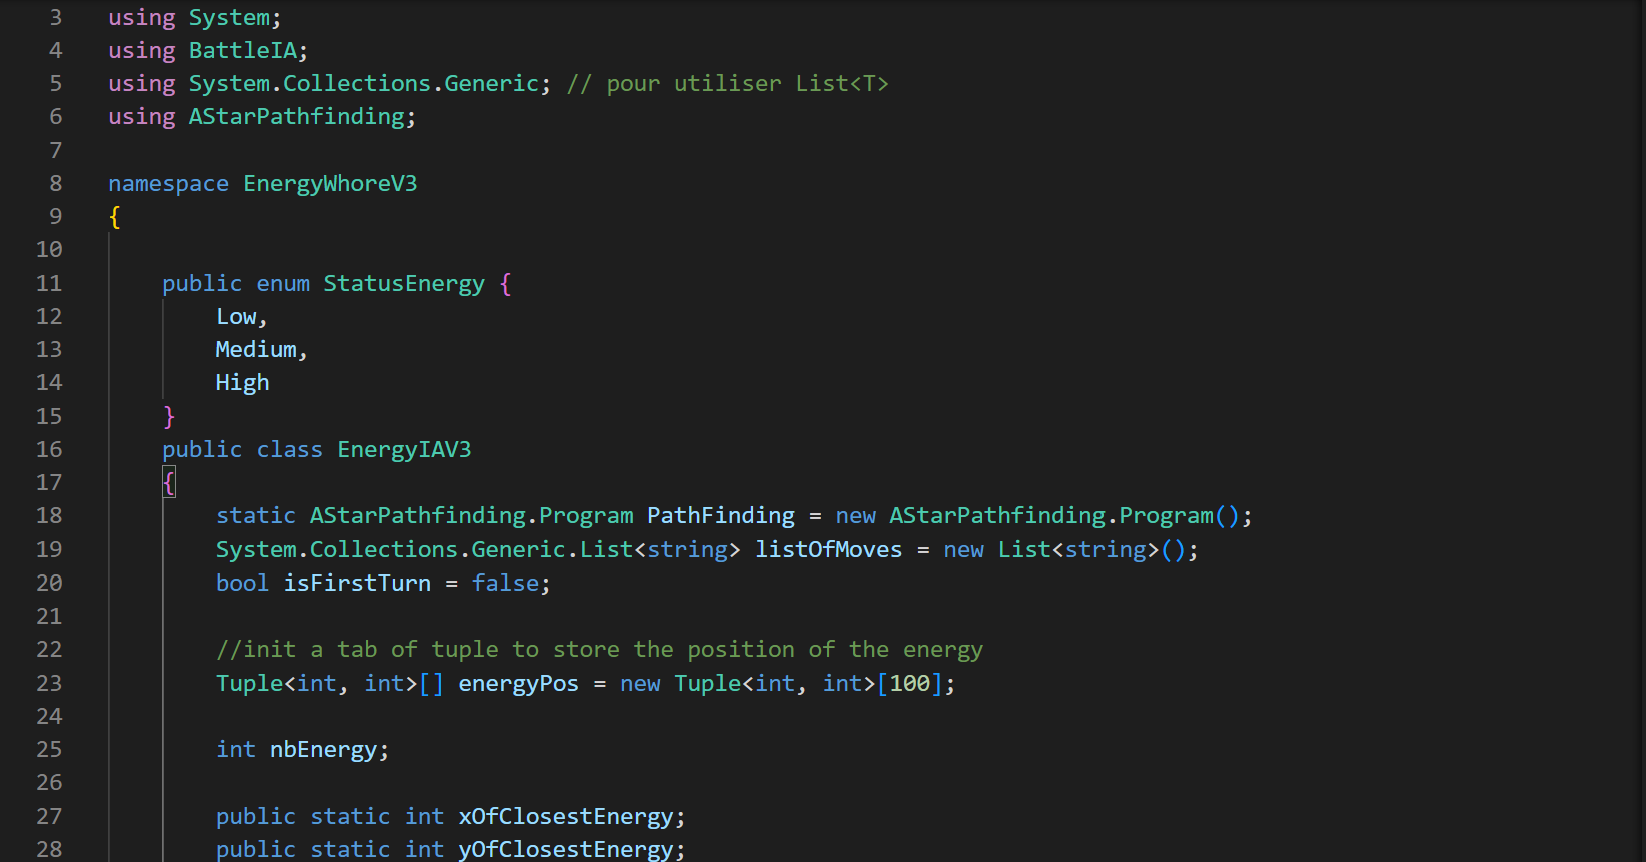 3 using System;
4 using BattleIA;
5 using System.Collections.Generic; // pour utiliser List<T>
6 using AStarPathfinding;
7
8 namespace EnergyWhoreV3
9 {
10
11 public enum StatusEnergy {
12 Low,
13 Medium,
14 High
15 }
16 public class EnergyIAV3
17 {
18 static AStarPathfinding.Program PathFinding = new AStarPathfinding.Program();
19 System.Collections.Generic.List<string> listOfMoves = new List<string>();
20 bool isFirstTurn = false;
21
22 //init a tab of tuple to store the position of the energy
23 Tuple<int, int>[] energyPos = new Tuple<int, int>[100];
24
25 int nbEnergy;
26
27 public static int xOfClosestEnergy;
28 public static int yOfClosestEnergy;